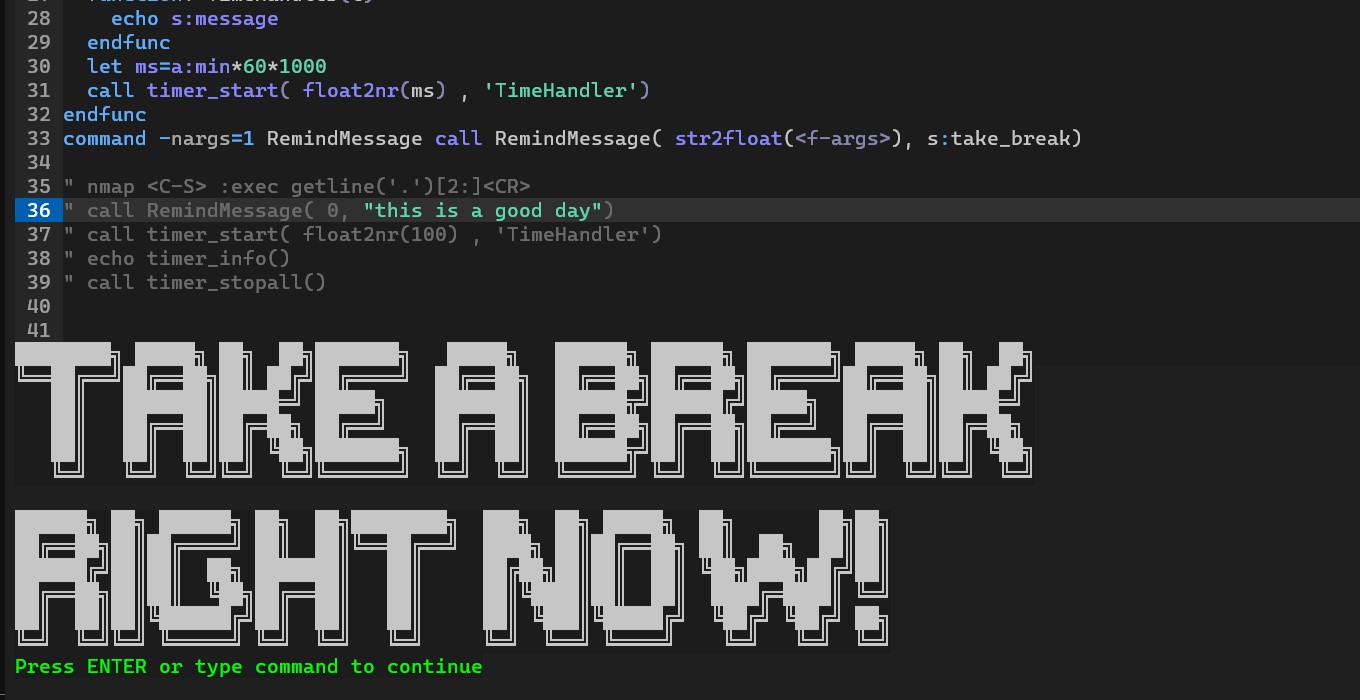 28     echo s:message
29   endfunc
30   let ms=a:min*60*1000
31   call timer_start( float2nr(ms) , 'TimeHandler')
32 endfunc
33 command -nargs=1 RemindMessage call RemindMessage( str2float(<f-args>), s:take_break)
34
35 " nmap <C-S> :exec getline('.')[2:]<CR>
36 " call RemindMessage( 0, "this is a good day")
37 " call timer_start( float2nr(100) , 'TimeHandler')
38 " echo timer_info()
39 " call timer_stopall()
40
41
TAKE A BREAK
RIGHT NOW!
Press ENTER or type command to continue